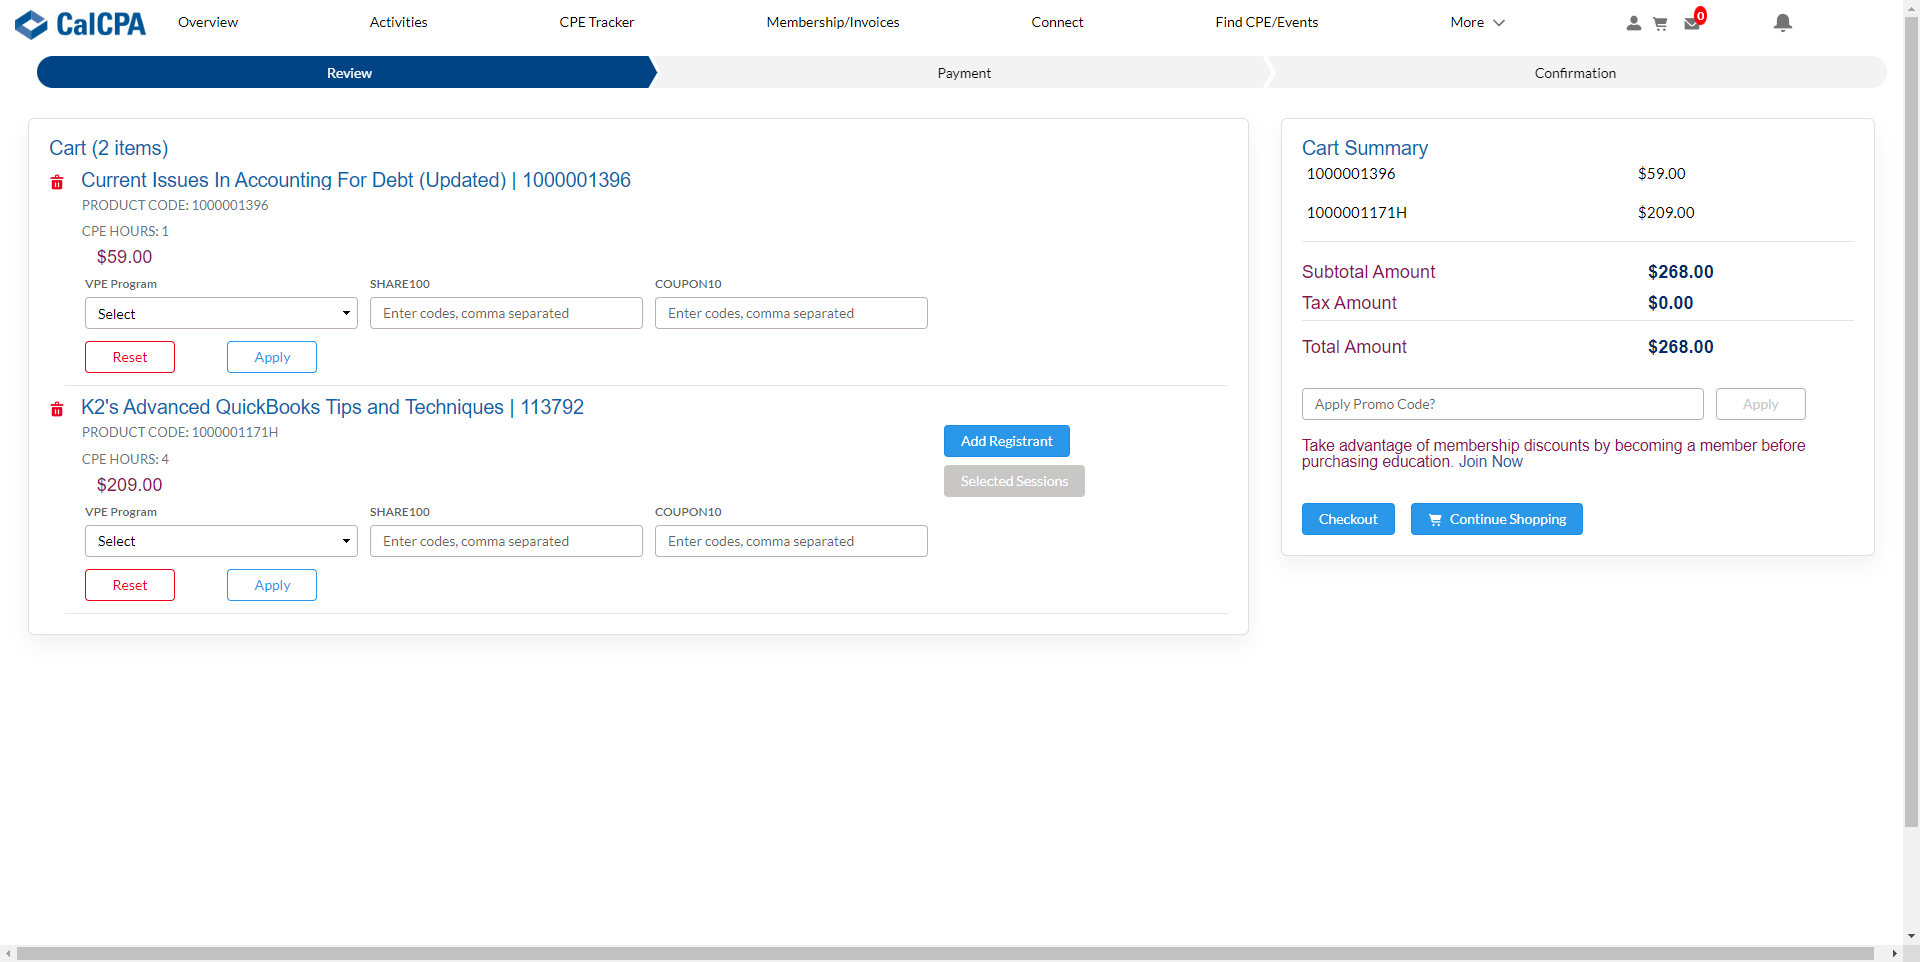 CalCPA
Overview
Activities
CPE Tracker
Membership/Invoices
Connect
Find CPE/Events
More
0
Review
Payment
Confirmation
Cart (2 items)
Current Issues In Accounting For Debt (Updated) | 1000001396
PRODUCT CODE: 1000001396
CPE HOURS: 1
$59.00
VPE Program
SHARE100
COUPON10
Select
Enter codes, comma separated
Enter codes, comma separated
Reset
Apply
K2's Advanced QuickBooks Tips and Techniques | 113792
PRODUCT CODE: 1000001171H
CPE HOURS: 4
$209.00
Add Registrant
Selected Sessions
VPE Program
SHARE100
COUPON10
Select
Enter codes, comma separated
Enter codes, comma separated
Reset
Apply
Cart Summary
1000001396 $59.00
1000001171H $209.00
Subtotal Amount $268.00
Tax Amount $0.00
Total Amount $268.00
Apply Promo Code?
Apply
Take advantage of membership discounts by becoming a member before
purchasing education. Join Now
Checkout
Continue Shopping